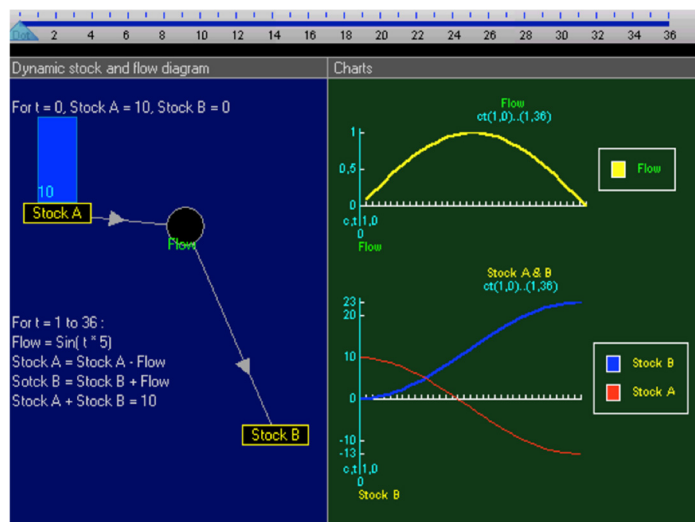 Dot. 2 4 6 8 10 12 14 16 18 20 22 24 26 28 30 32 34 36
Dynamic stock and flow diagram
For t = 0, Stock A = 10, Stock B = 0
10
Stock A
Flow
For t = 1 to 36 :
Flow = Sin( t * 5)
Stock A = Stock A - Flow
Sotck B = Stock B + Flow
Stock A + Stock B = 10
Stock B
Charts
Flow
ct(1,0)..(1,36)
1
0,5
0
c,t 1,0
0
Flow
Flow
Stock A & B
ct(1,0)..(1,36)
23
20
10
0
-10
-13
c,t 1,0
0
Stock B
Stock B
Stock A